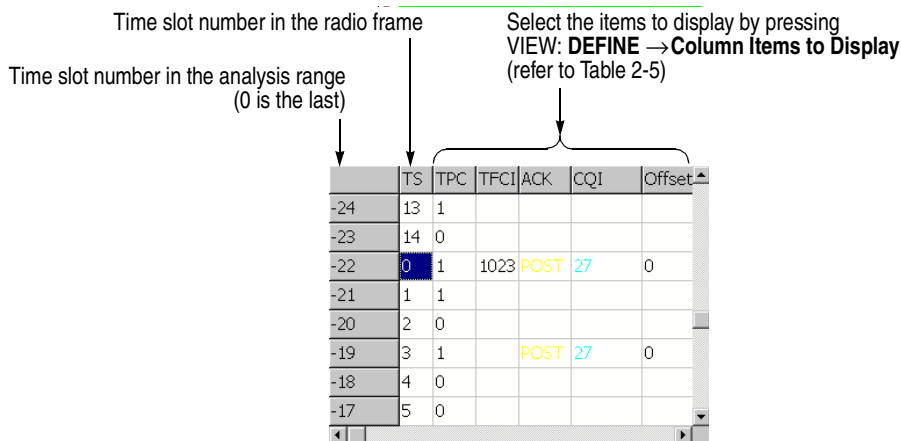 Time slot number in the radio frame
Select the items to display by pressing
VIEW: DEFINE →Column Items to Display
(refer to Table 2-5)
Time slot number in the analysis range
(0 is the last)
TS TPC TFCI ACK CQI Offset
-24 13 1
-23 14 0
-22 0 1 1023 POST 27 0
-21 1 1
-20 2 0
-19 3 1 POST 27 0
-18 4 0
-17 5 0